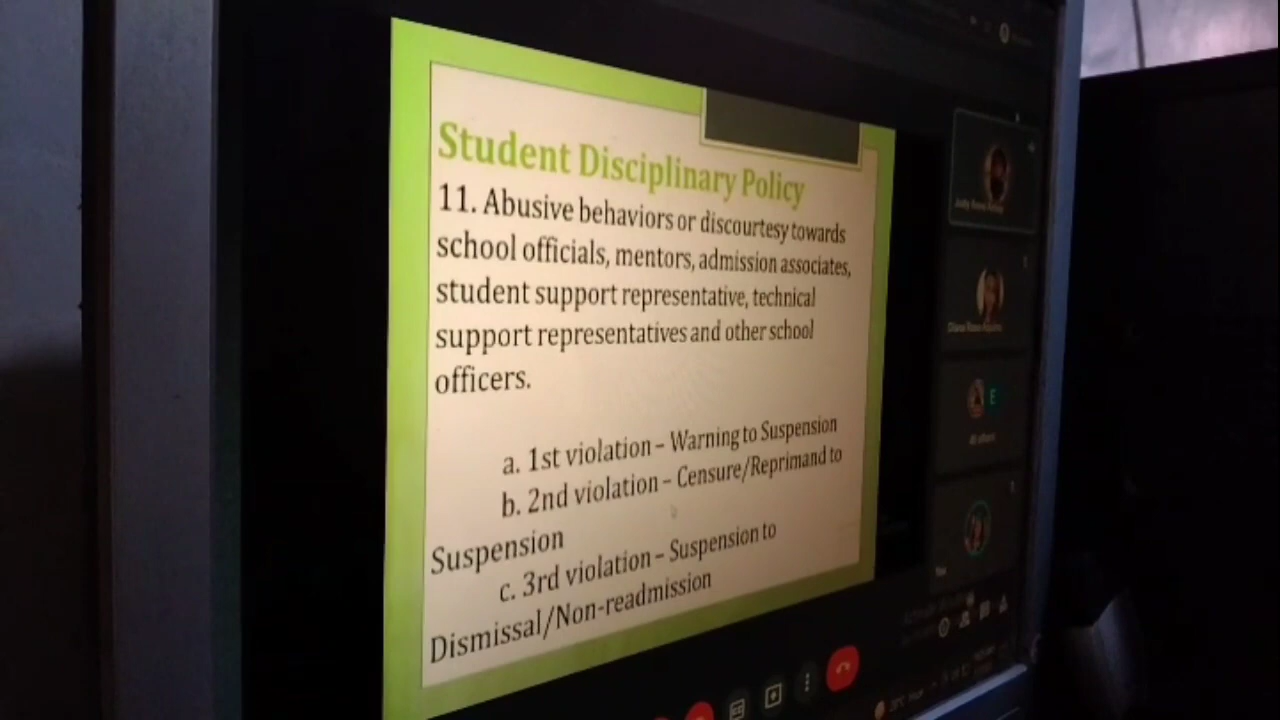 Student Disciplinary Policy
11. Abusive behaviors or discourtesy towards
school officials, mentors, admission associates,
student support representative, technical
support representatives and other school
officers.
a. 1st violation – Warning to Suspension
b. 2nd violation – Censure/Reprimand to
Suspension
c. 3rd violation – Suspension to
Dismissal/Non-readmission
E